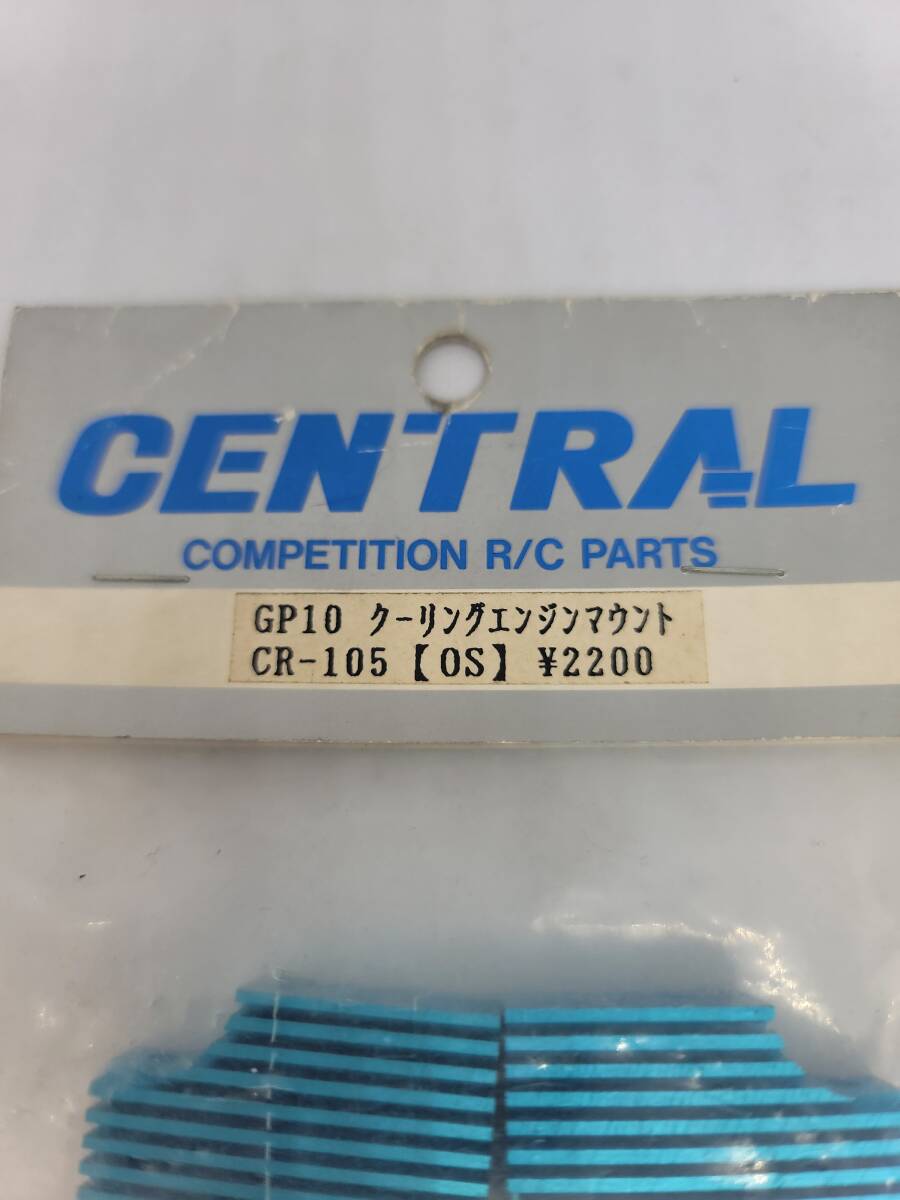 CENTRAL
COMPETITION R/C PARTS
GP10 クーリングエンジンマウント
CR-105【OS】¥2200